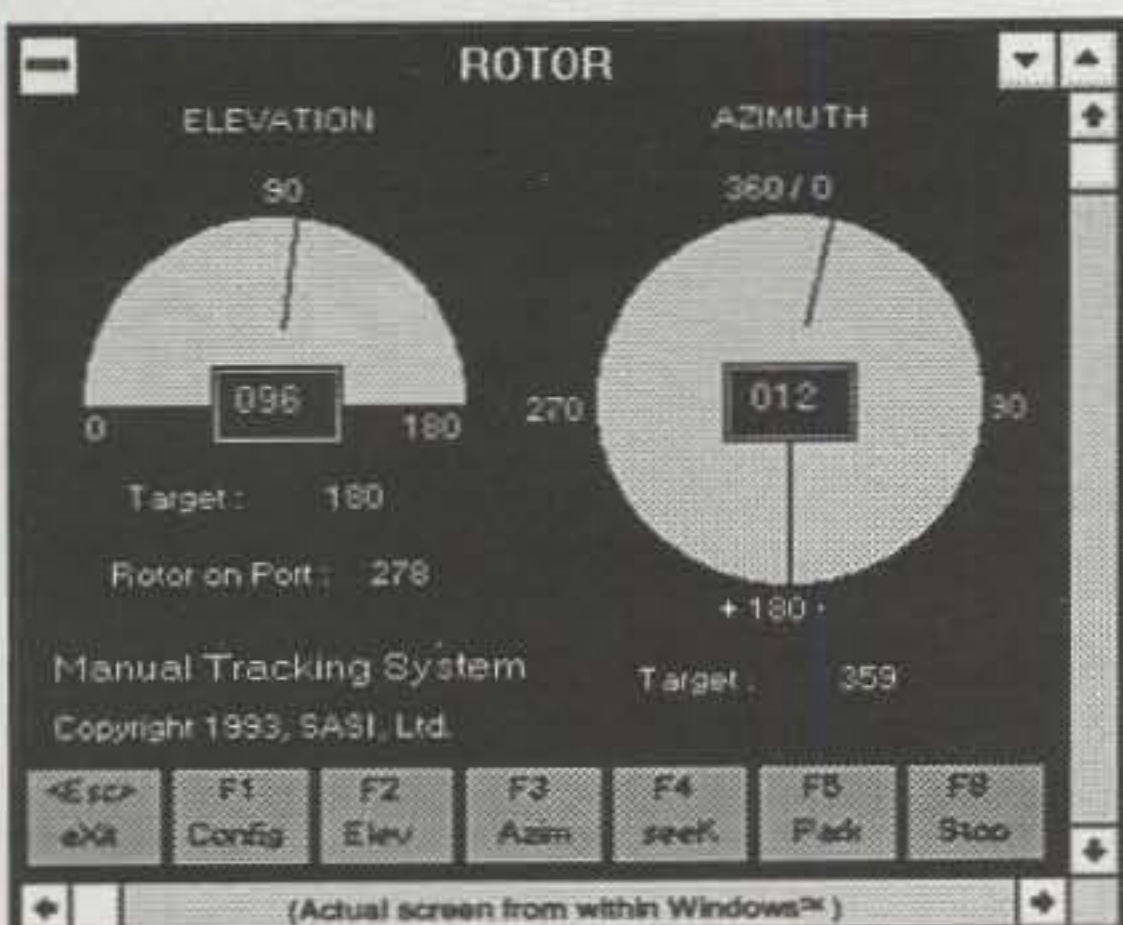 ROTOR
ELEVATION
90
096
0
180
Target : 180
Rotor on Port : 278
Manual Tracking System
Copyright 1993, SASI, Ltd.
AZIMUTH
360 / 0
270
012
90
+ 180 -
Target : 359
<Esc> eXit
F1 Config
F2 Elev
F3 Azim
F4 seeK
F5 Park
F6 Stop
(Actual screen from within Windows™)